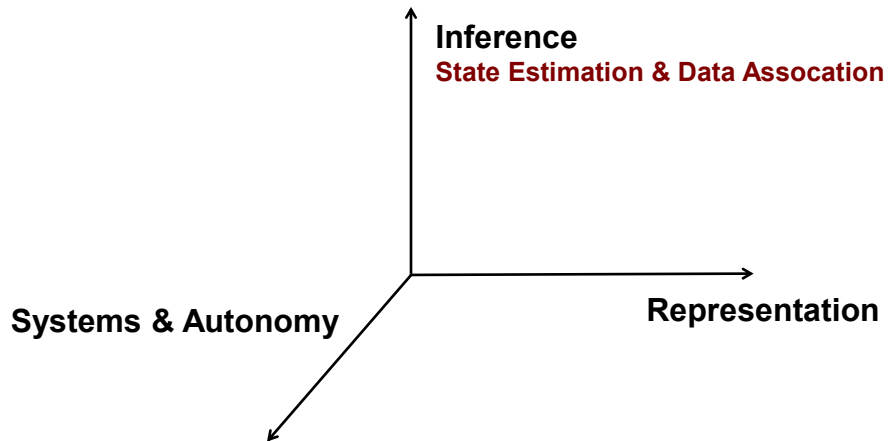 Inference
State Estimation & Data Assocation
Systems & Autonomy
Representation